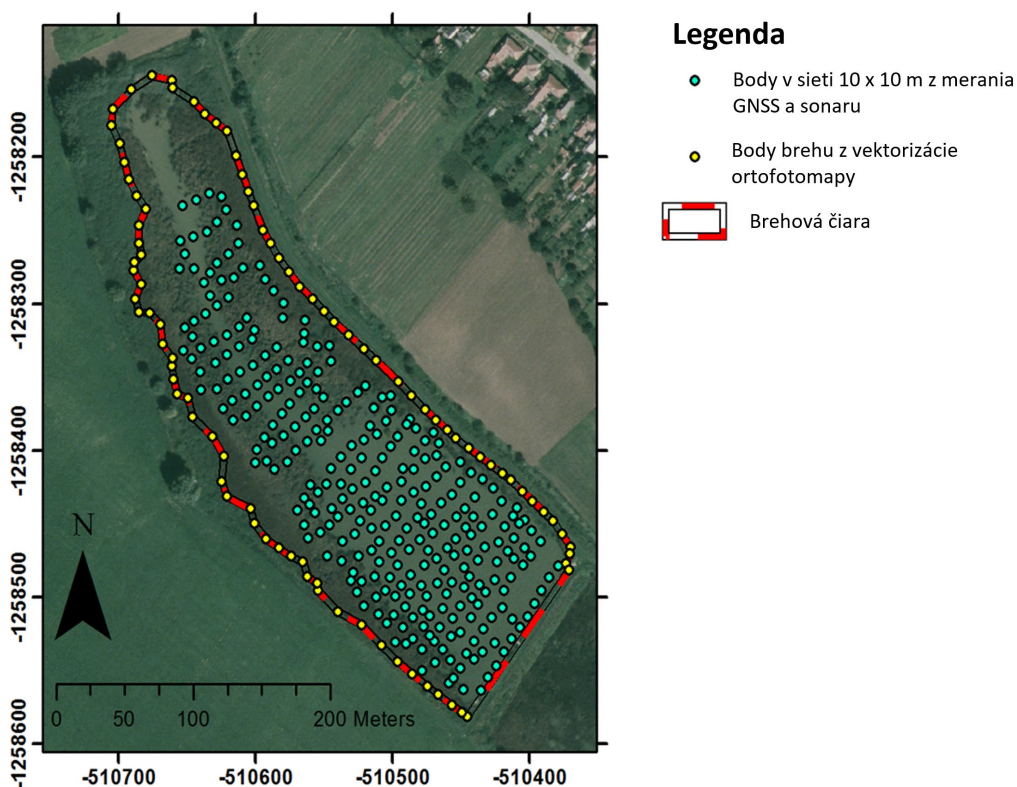 Legenda
Body v sieti 10 x 10 m z merania
GNSS a sonaru
Body brehu z vektorizácie
ortofotomapy
Brehová čiara
-1258200
-1258300
-1258400
-1258500
-1258600
N
0 50 100 200 Meters
-510700 -510600 -510500 -510400